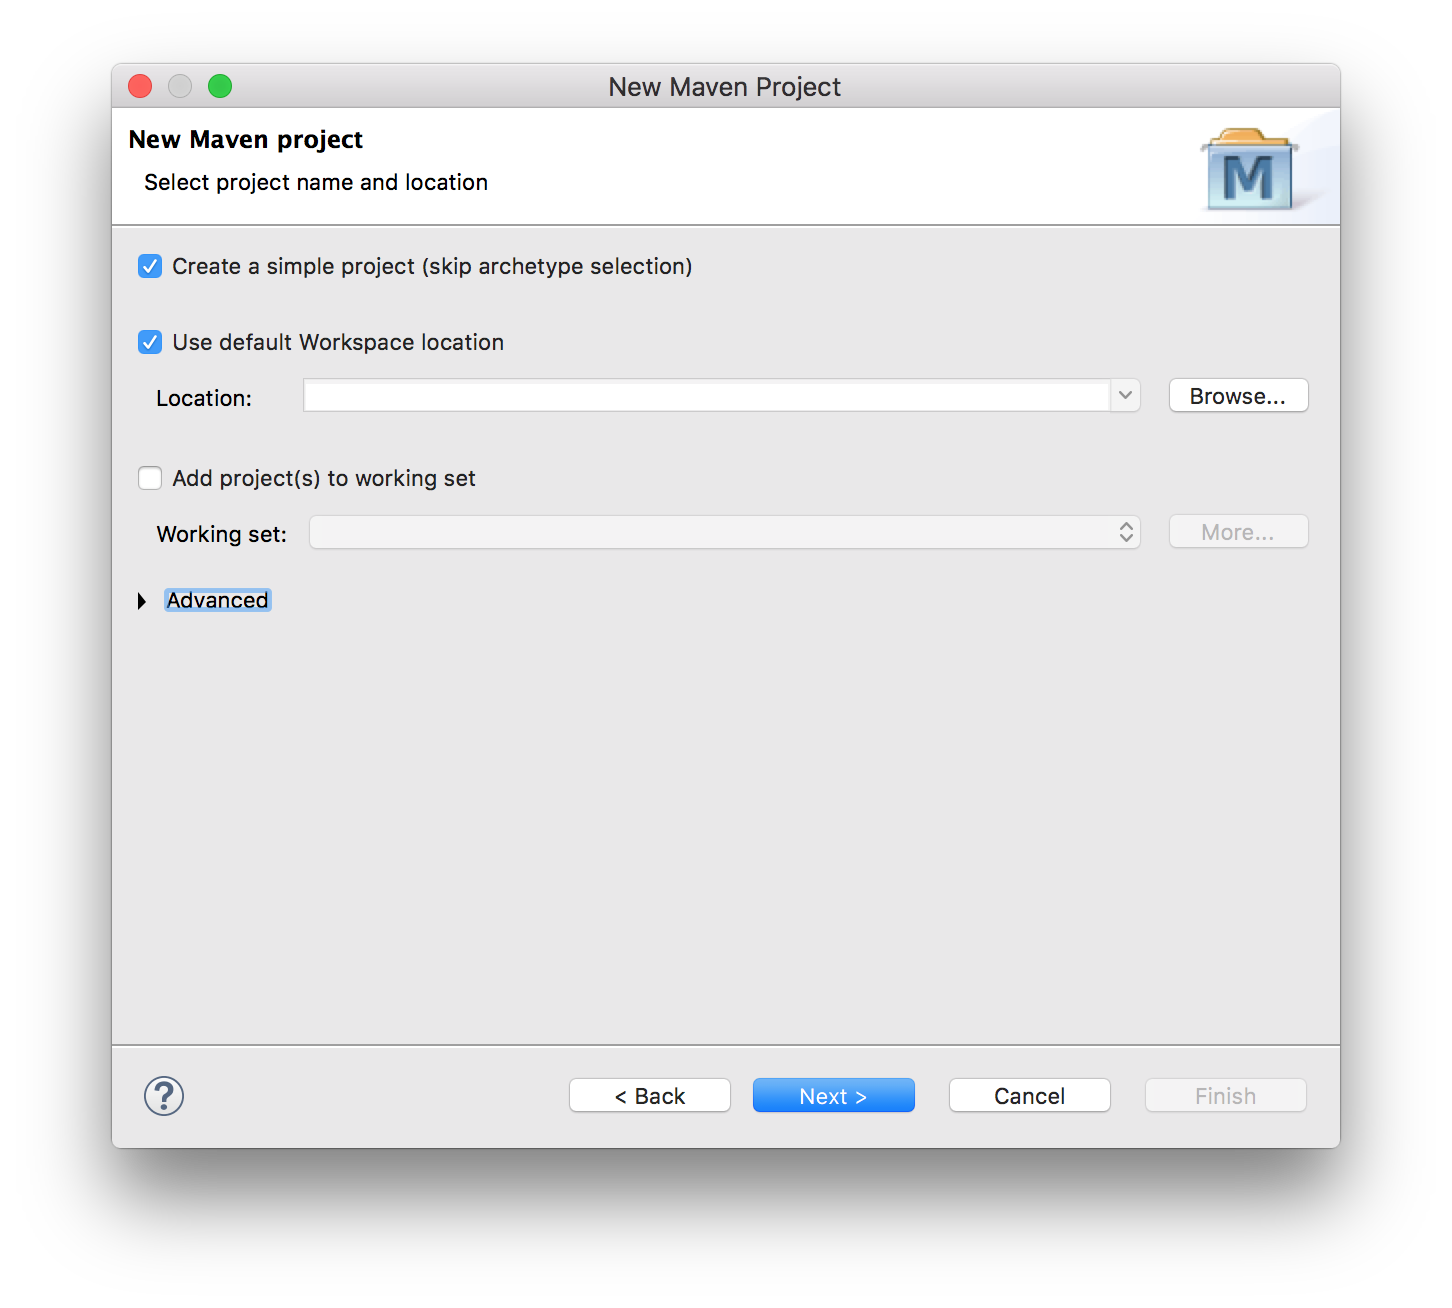 New Maven Project
New Maven project
Select project name and location
M
Create a simple project (skip archetype selection)
Use default Workspace location
Location:
Browse...
Add project(s) to working set
Working set:
More...
Advanced
?
< Back
Next >
Cancel
Finish